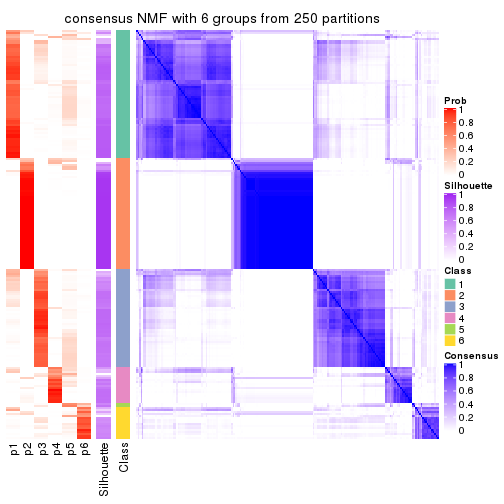 consensus NMF with 6 groups from 250 partitions
Prob
1
0.8
0.6
0.4
0.2
0
Silhouette
1
0.8
0.6
0.4
0.2
0
Class
1
2
3
4
5
6
Consensus
1
0.8
0.6
0.4
0.2
0
p1
p2
p3
p4
p5
p6
Silhouette
Class